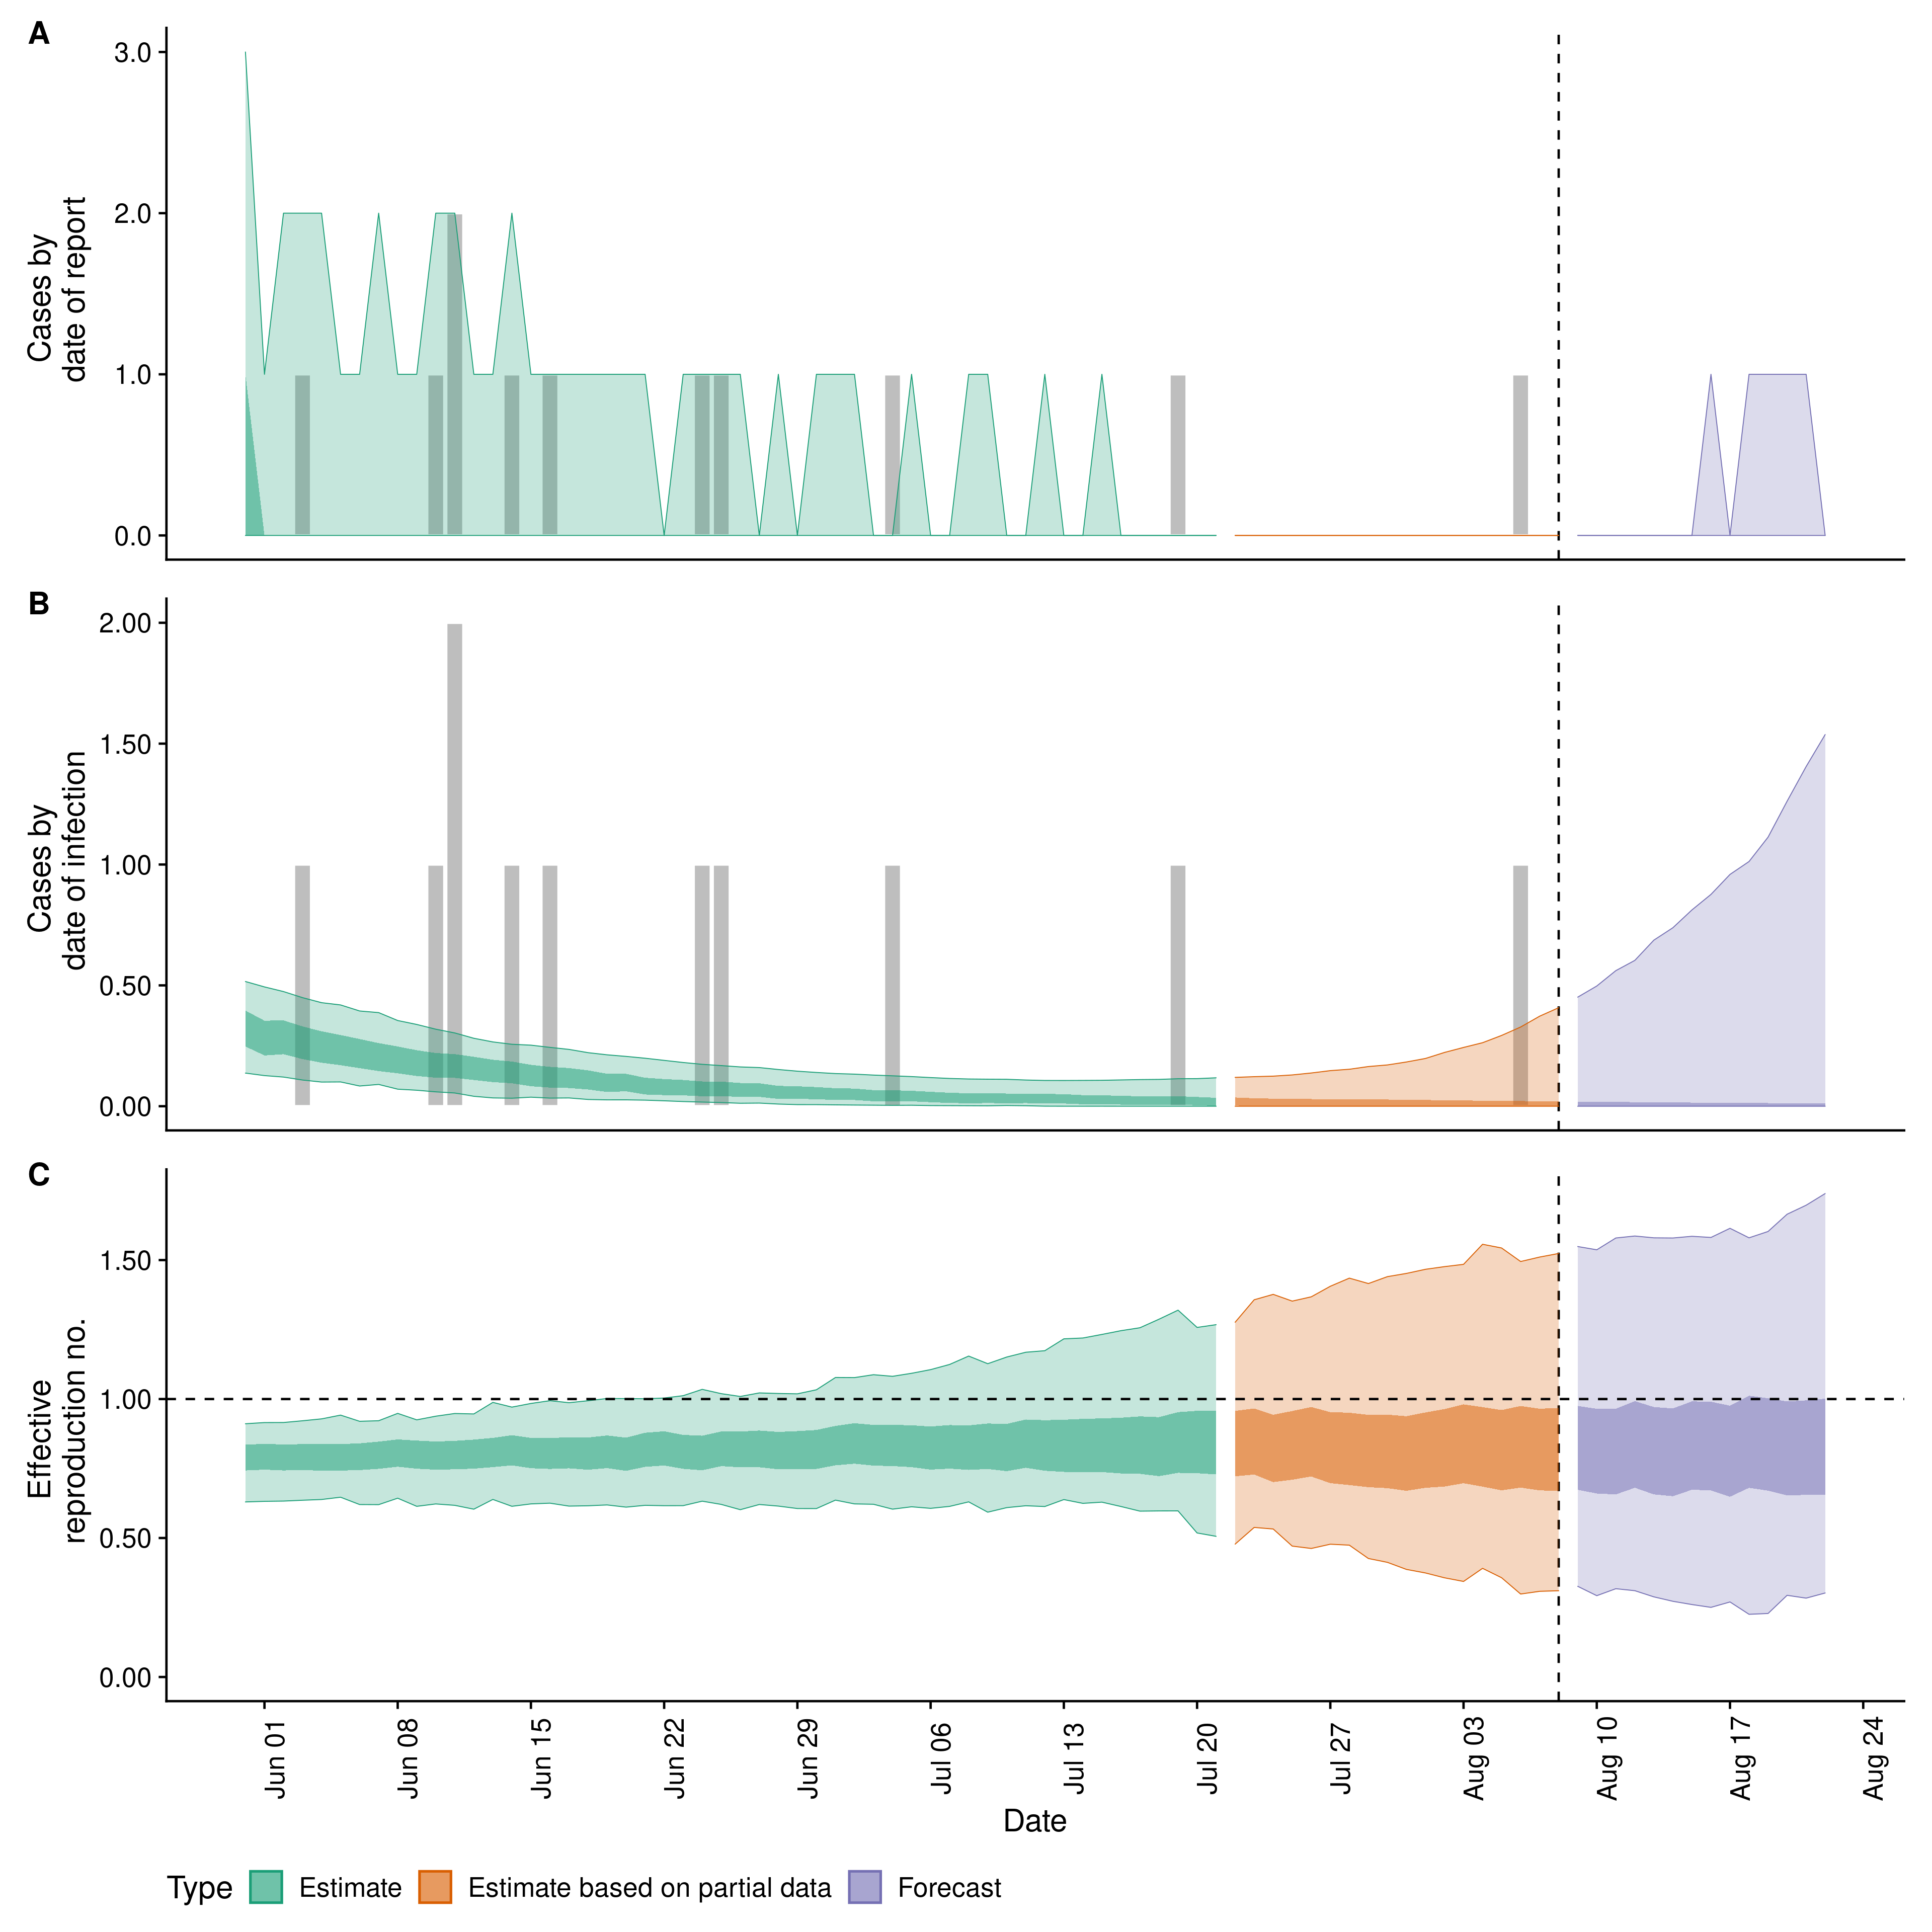 A
3.0
2.0
1.0
0.0
Cases by
date of report
B
2.00
1.50
1.00
0.50
0.00
Cases by
date of infection
C
1.50
1.00
0.50
0.00
Effective
reproduction no.
Jun 01
Jun 08
Jun 15
Jun 22
Jun 29
Jul 06
Jul 13
Jul 20
Jul 27
Aug 03
Aug 10
Aug 17
Aug 24
Date
Type Estimate Estimate based on partial data Forecast